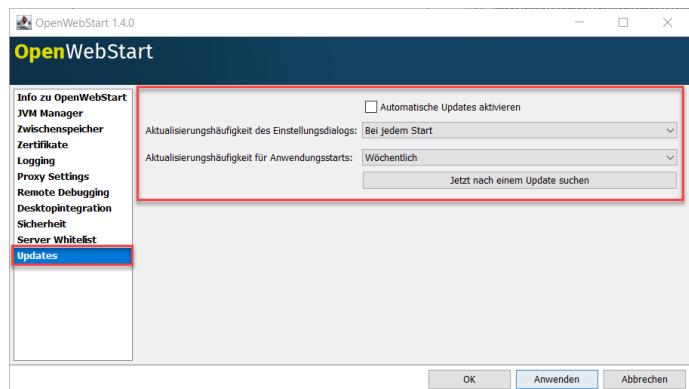 OpenWebStart 1.4.0
OpenWebStart
Info zu OpenWebStart
JVM Manager
Zwischenspeicher
Zertifikate
Logging
Proxy Settings
Remote Debugging
Desktopintegration
Sicherheit
Server Whitelist
Updates
Automatische Updates aktivieren
Aktualisierungshäufigkeit des Einstellungsdialogs: Bei jedem Start
Aktualisierungshäufigkeit für Anwendungsstarts: Wöchentlich
Jetzt nach einem Update suchen
OK Anwenden Abbrechen